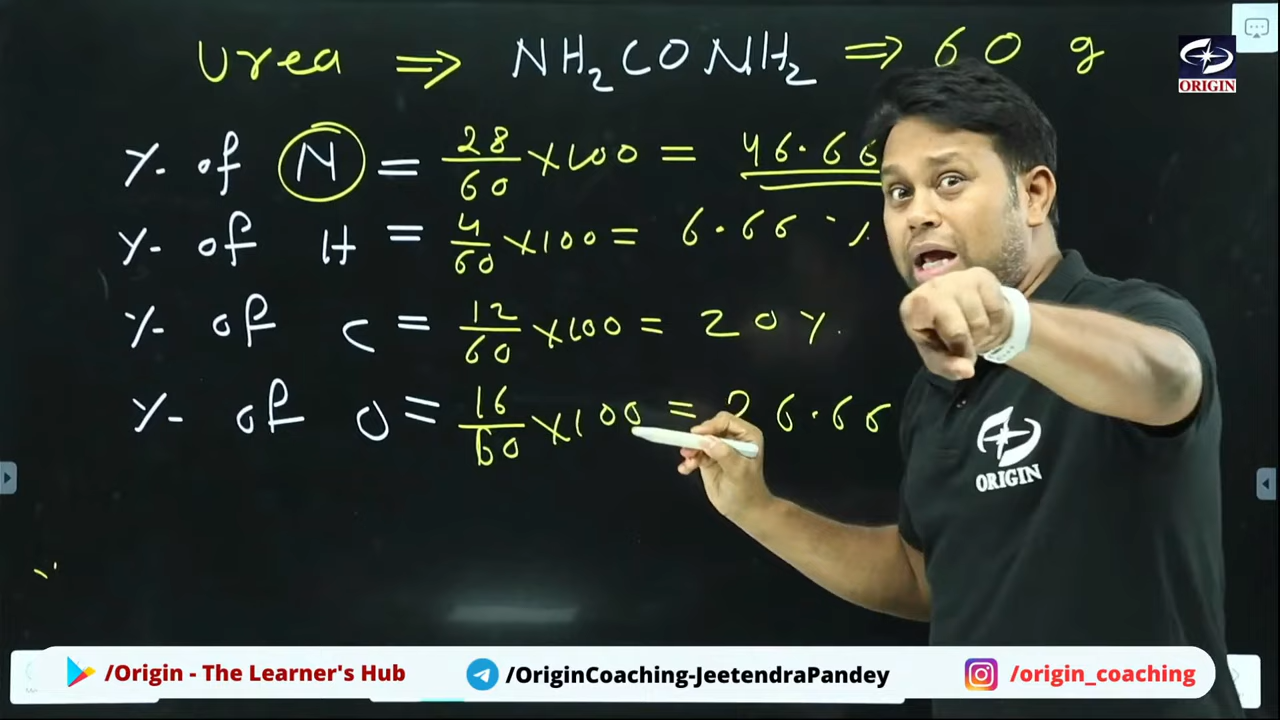 Urea ⇒ NH₂CONH₂ ⇒ 60 g
ORIGIN
% of N = 28/60 ×100 = 46.66
% of H = 4/60 ×100 = 6.66 %
% of C = 12/60 ×100 = 20 %
% of O = 16/60 ×100 = 26.66
ORIGIN
/Origin - The Learner's Hub
/OriginCoaching-JeetendraPandey
/origin_coaching